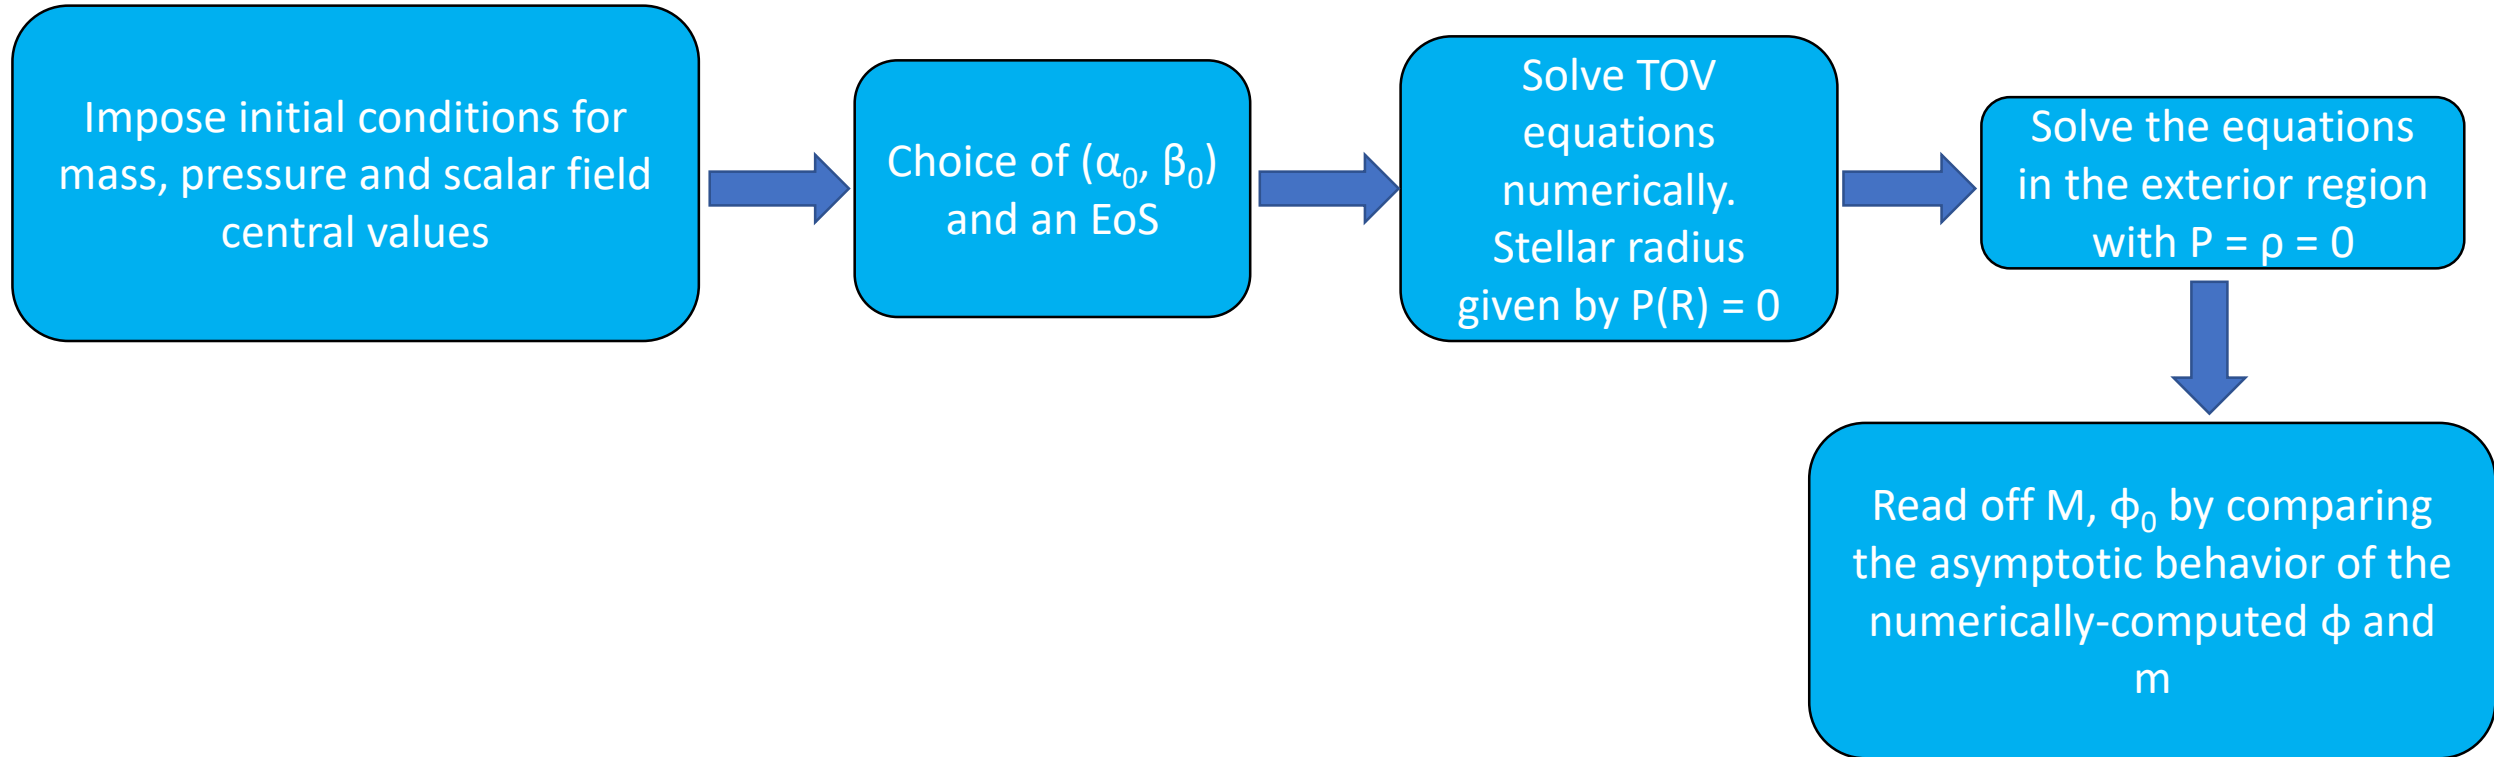 Impose initial conditions for
mass, pressure and scalar field
central values
Choice of (α₀, β₀)
and an EoS
Solve TOV
equations
numerically.
Stellar radius
given by P(R) = 0
Solve the equations
in the exterior region
with P = ρ = 0
Read off M, ϕ₀ by comparing
the asymptotic behavior of the
numerically-computed ϕ and
m